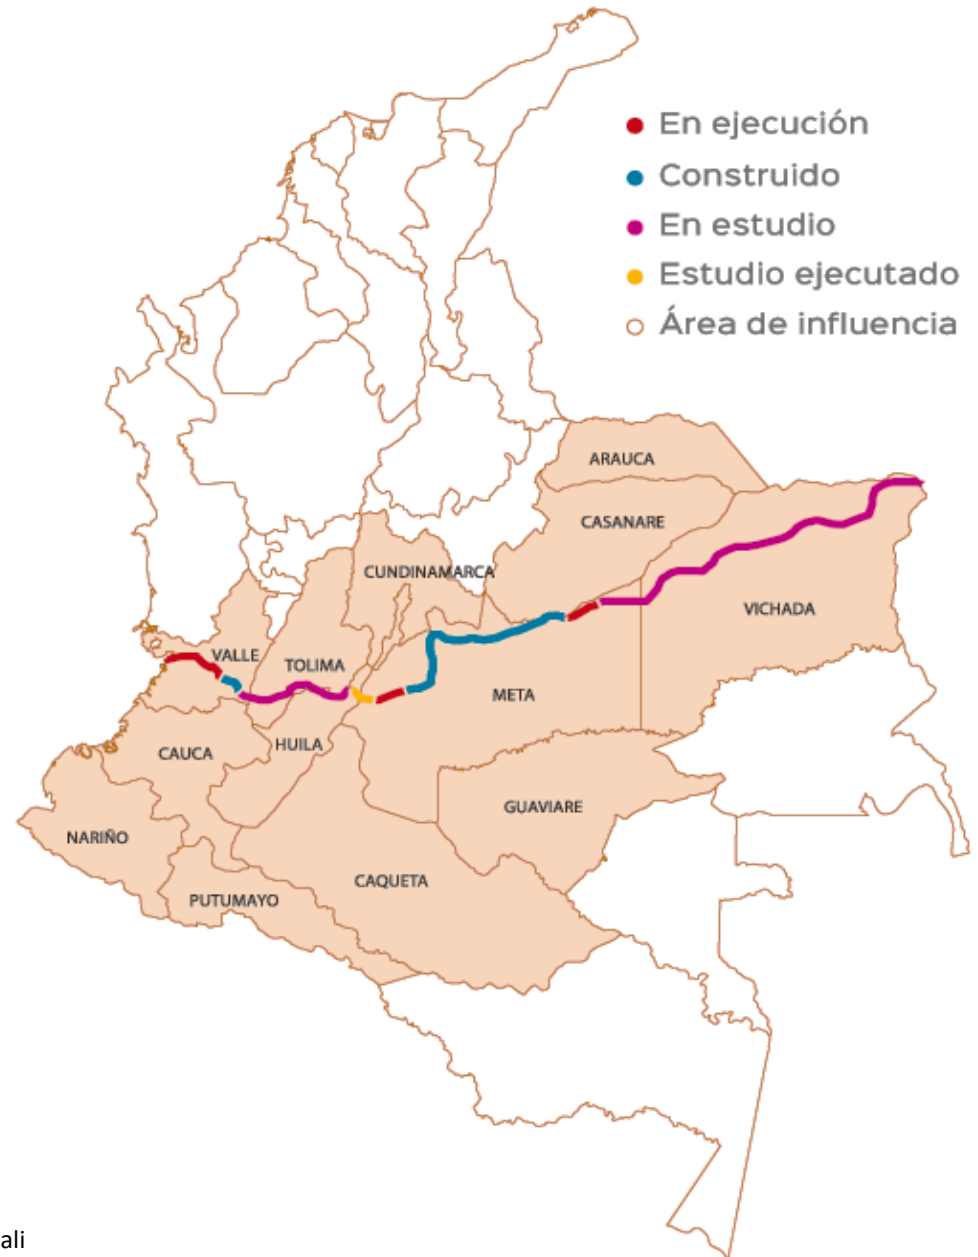 En ejecución
Construido
En estudio
Estudio ejecutado
Área de influencia
ARAUCA
CASANARE
CUNDINAMARCA
VICHADA
VALLE
TOLIMA
META
HUILA
CAUCA
GUAVIARE
NARIÑO
CAQUETA
PUTUMAYO
ali